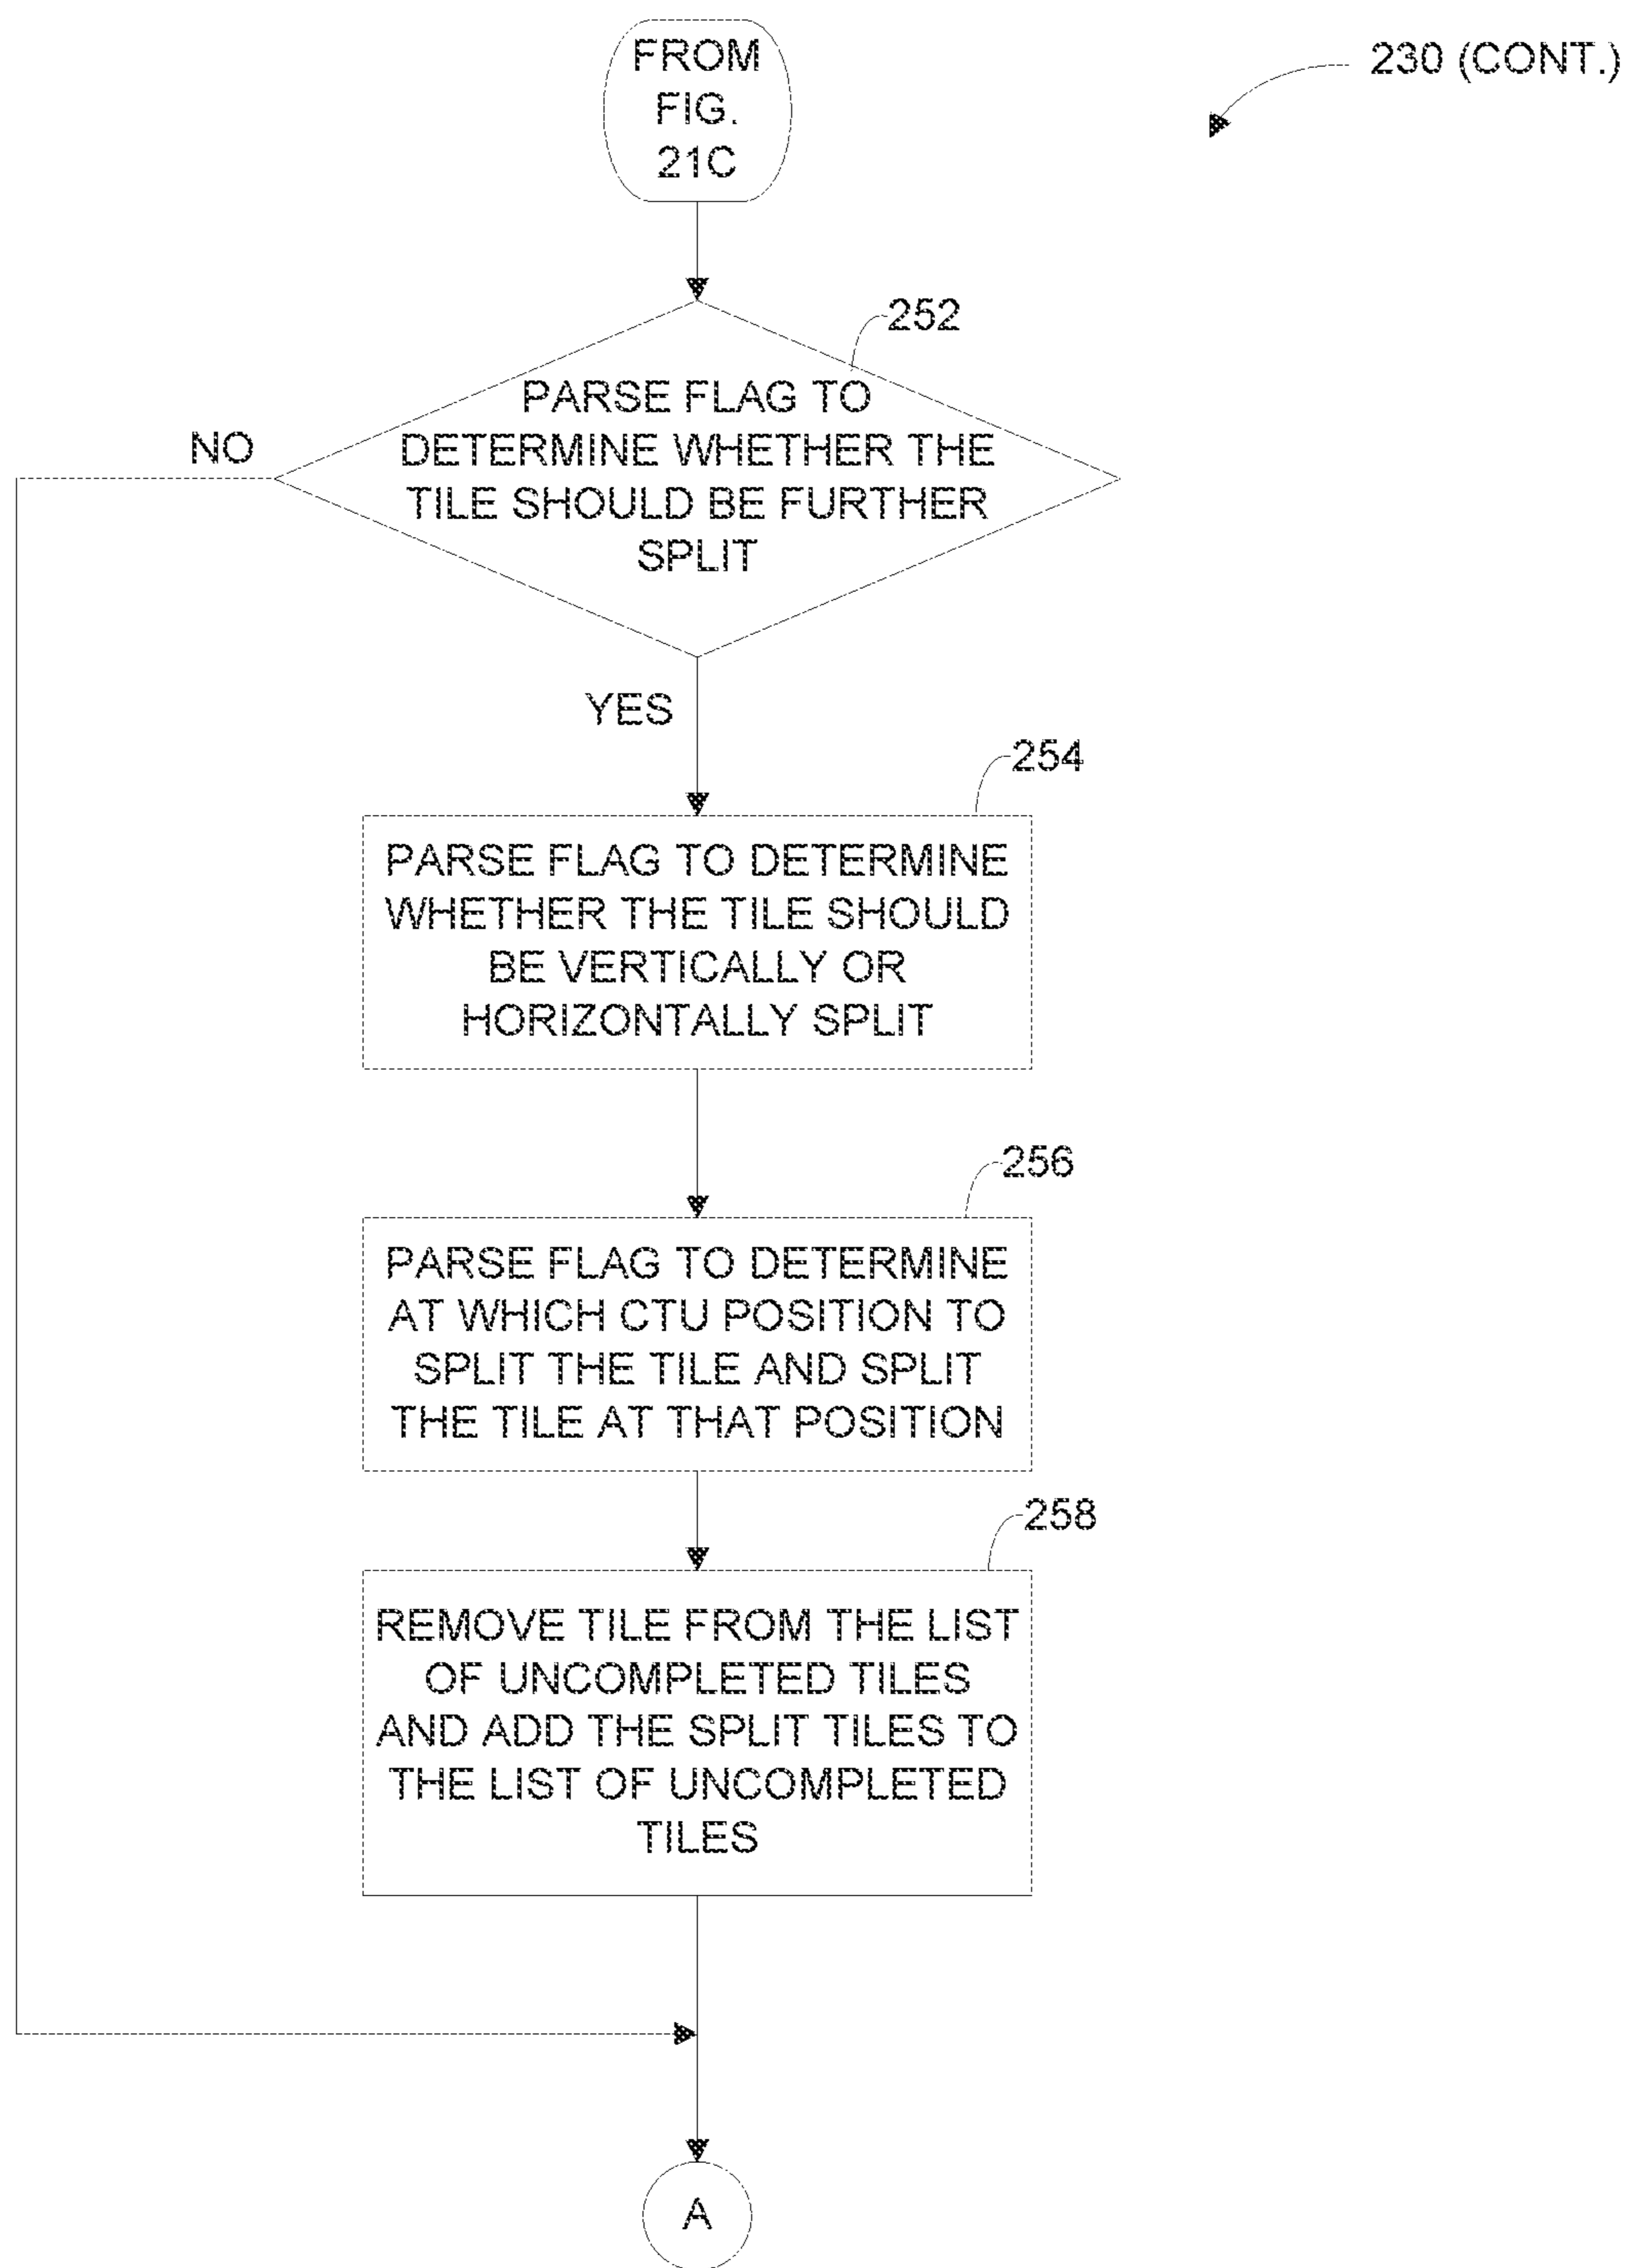 FROM
FIG.
21C
230 (CONT.)
252
PARSE FLAG TO
DETERMINE WHETHER THE
TILE SHOULD BE FURTHER
SPLIT
NO
YES
254
PARSE FLAG TO DETERMINE
WHETHER THE TILE SHOULD
BE VERTICALLY OR
HORIZONTALLY SPLIT
256
PARSE FLAG TO DETERMINE
AT WHICH CTU POSITION TO
SPLIT THE TILE AND SPLIT
THE TILE AT THAT POSITION
258
REMOVE TILE FROM THE LIST
OF UNCOMPLETED TILES
AND ADD THE SPLIT TILES TO
THE LIST OF UNCOMPLETED
TILES
A